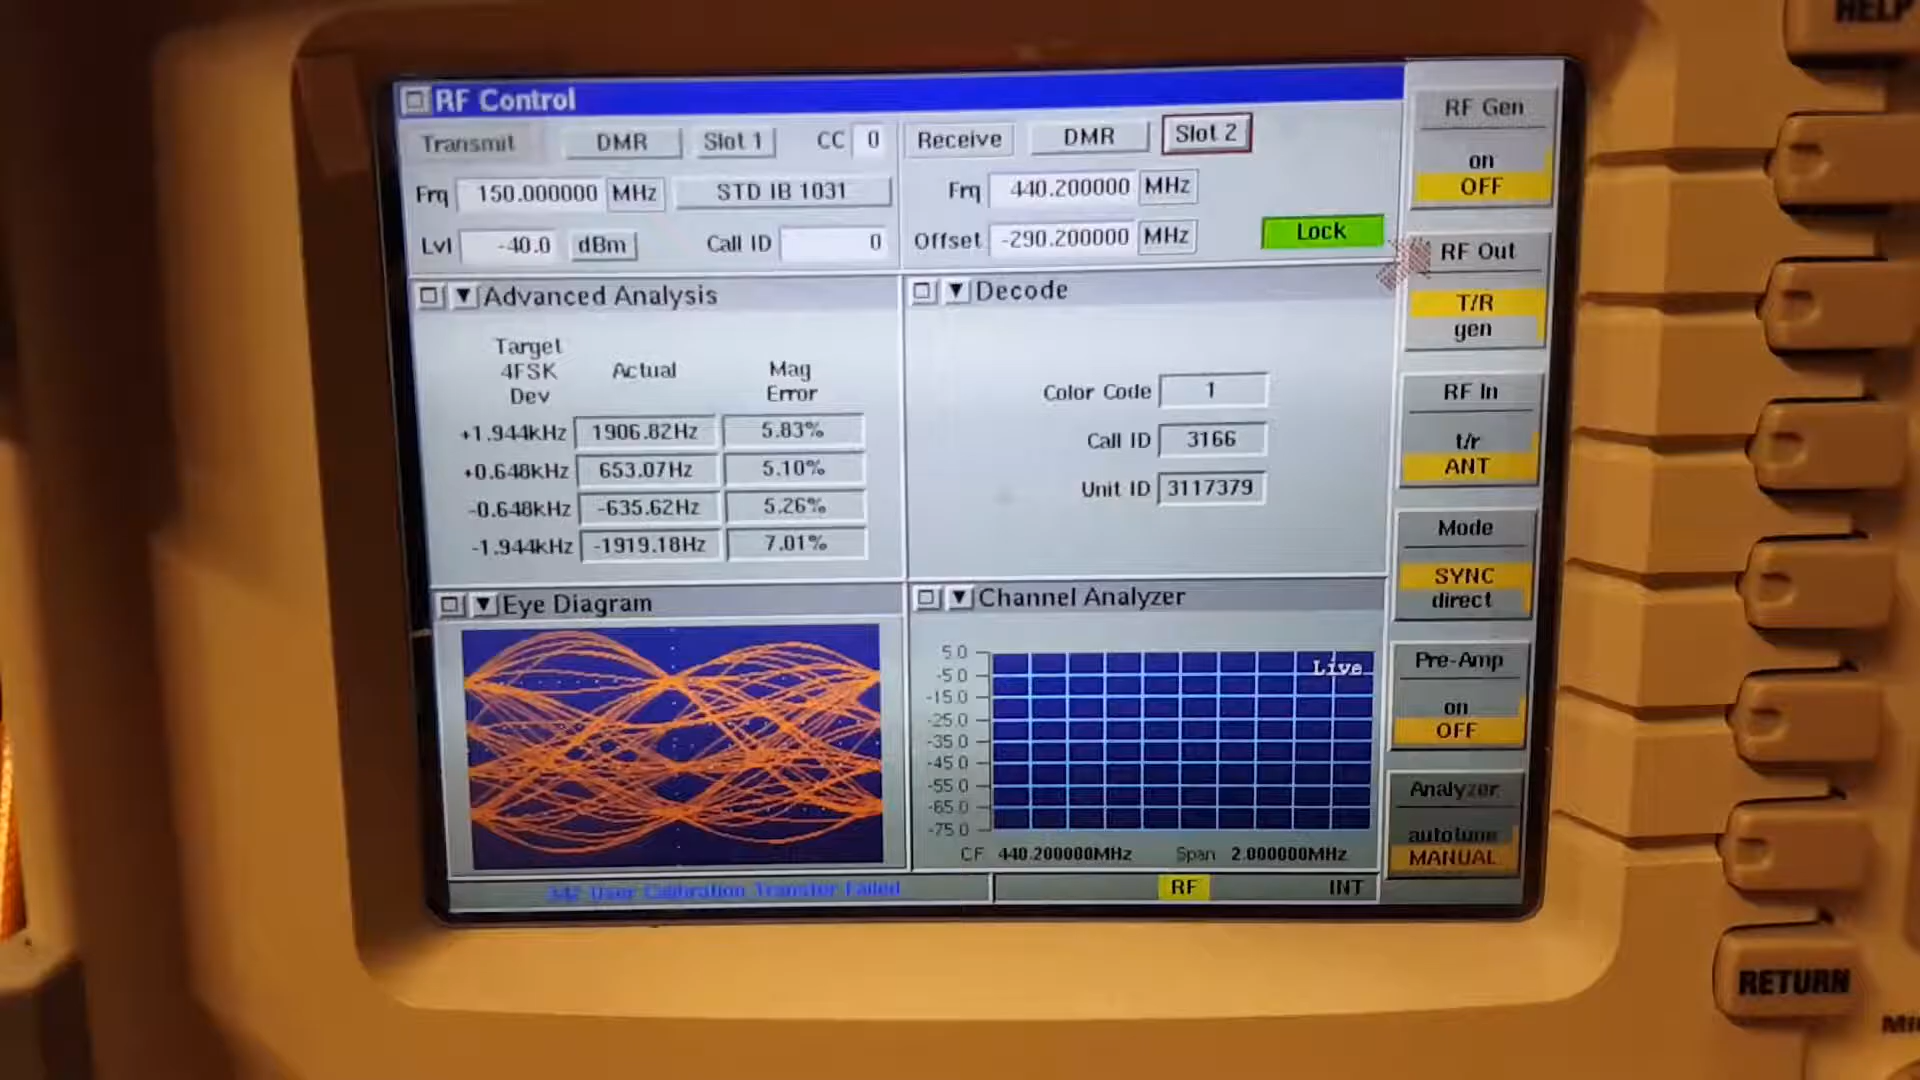 HELP
RF Control
Transmit DMR Slot 1 CC 0 Receive DMR Slot 2
Frq 150.000000 MHz STD IB 1031 Frq 440.200000 MHz
Lvl -40.0 dBm Call ID 0 Offset -290.200000 MHz Lock
Advanced Analysis
Target
4FSK
Dev Actual Mag
Error
+1.944kHz 1906.82Hz 5.83%
+0.648kHz 653.07Hz 5.10%
-0.648kHz -635.62Hz 5.26%
-1.944kHz -1919.18Hz 7.01%
Decode
Color Code 1
Call ID 3166
Unit ID 3117379
Eye Diagram
Channel Analyzer
Live
5.0
-5.0
-15.0
-25.0
-35.0
-45.0
-55.0
-65.0
-75.0
CF 440.200000MHz Span 2.000000MHz
342 User Calibration Transfer Failed RF INT
RF Gen
on
OFF
RF Out
T/R
gen
RF In
t/r
ANT
Mode
SYNC
direct
Pre-Amp
on
OFF
Analyzer
autotune
MANUAL
RETURN